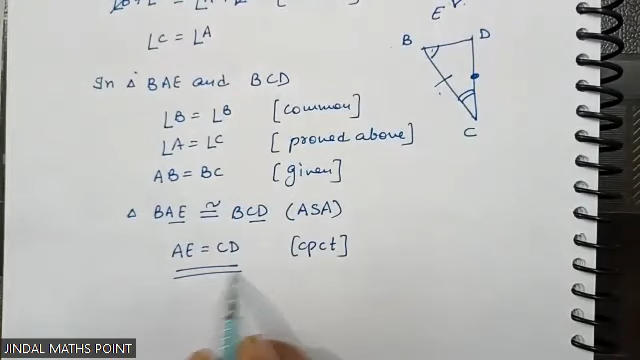 E
∠C = ∠A
B D
In △ BAE and BCD
∠B = ∠B [common]
C
∠A = ∠C [proved above]
AB = BC [given]
△ BAE ≅ BCD (ASA)
AE = CD [cpct]
JINDAL MATHS POINT